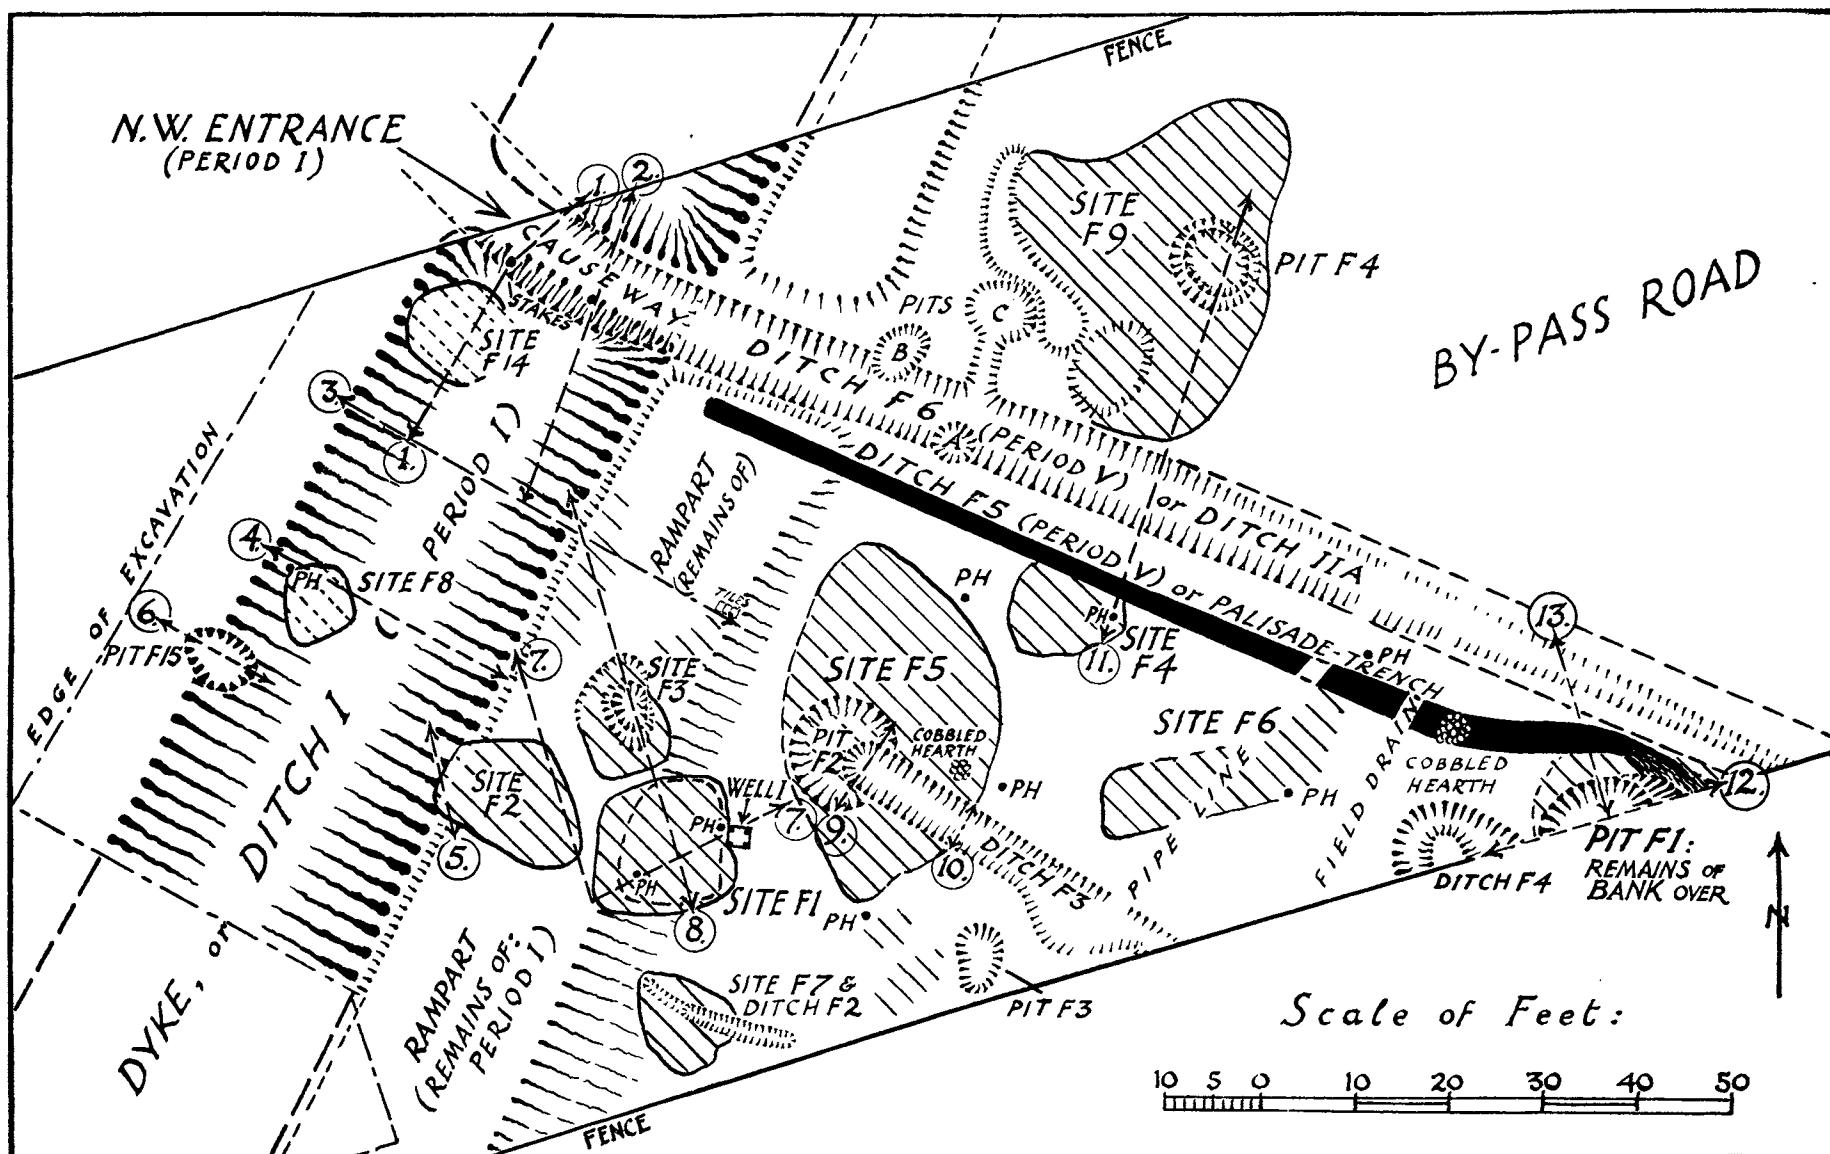 FENCE
N.W. ENTRANCE
(PERIOD I)
1.
2.
CAUSEWAY
STAKES
SITE
F14
SITE
F9
PIT F4
PITS
C
B
A
BY-PASS ROAD
DITCH F6 (PERIOD V) or DITCH IIA
DITCH F5 (PERIOD V) or PALISADE-TRENCH
3.
1.
RAMPART
(REMAINS OF)
EDGE OF EXCAVATION
4.
PH
SITE F8
6.
PIT F15
7.
TILES
SITE
F3
SITE F5
PH
PH
SITE
F4
11.
PH
13.
PIT
F2
COBBLED
HEARTH
PH
SITE F6
PH
PIPE LINE
FIELD DRAIN
COBBLED
HEARTH
12.
SITE
F2
5.
WELL I
PH
7.
9.
10.
DITCH F3
DITCH F4
PIT F1:
REMAINS OF
BANK OVER
PH
SITE F1
8.
PH
DYKE, or DITCH I (PERIOD I)
RAMPART
(REMAINS OF:
PERIOD I)
SITE F7 &
DITCH F2
PIT F3
N
FENCE
Scale of Feet:
10 5 0 10 20 30 40 50